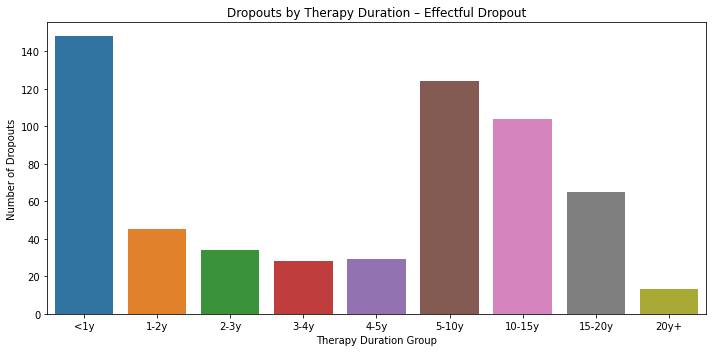 Dropouts by Therapy Duration – Effectful Dropout
Number of Dropouts
140
120
100
80
60
40
20
0
<1y 1-2y 2-3y 3-4y 4-5y 5-10y 10-15y 15-20y 20y+
Therapy Duration Group